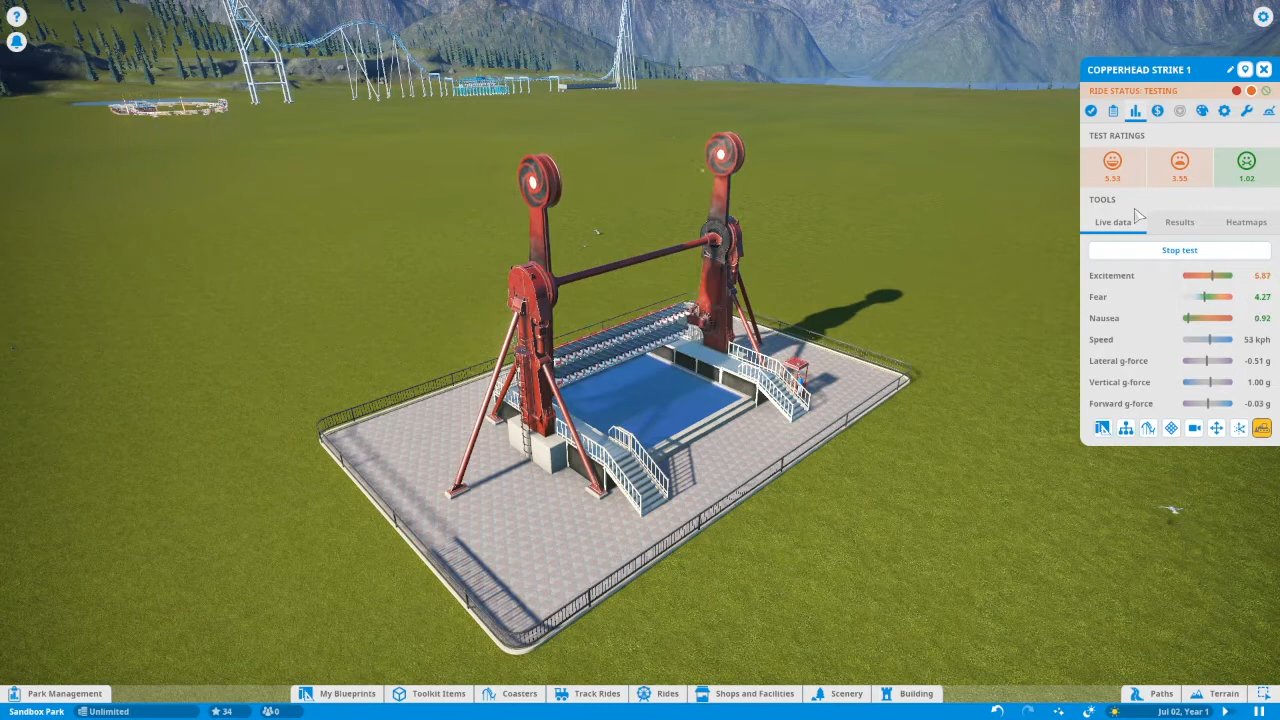 ?
COPPERHEAD STRIKE 1
RIDE STATUS: TESTING
TEST RATINGS
5.53 3.55 1.02
TOOLS
Live data Results Heatmaps
Stop test
Excitement 5.87
Fear 4.27
Nausea 0.92
Speed 53 kph
Lateral g-force -0.51 g
Vertical g-force 1.00 g
Forward g-force -0.03 g
Park Management My Blueprints Toolkit Items Coasters Track Rides Rides Shops and Facilities Scenery Building Paths Terrain
Sandbox Park Unlimited 34 0 Jul 02, Year 1